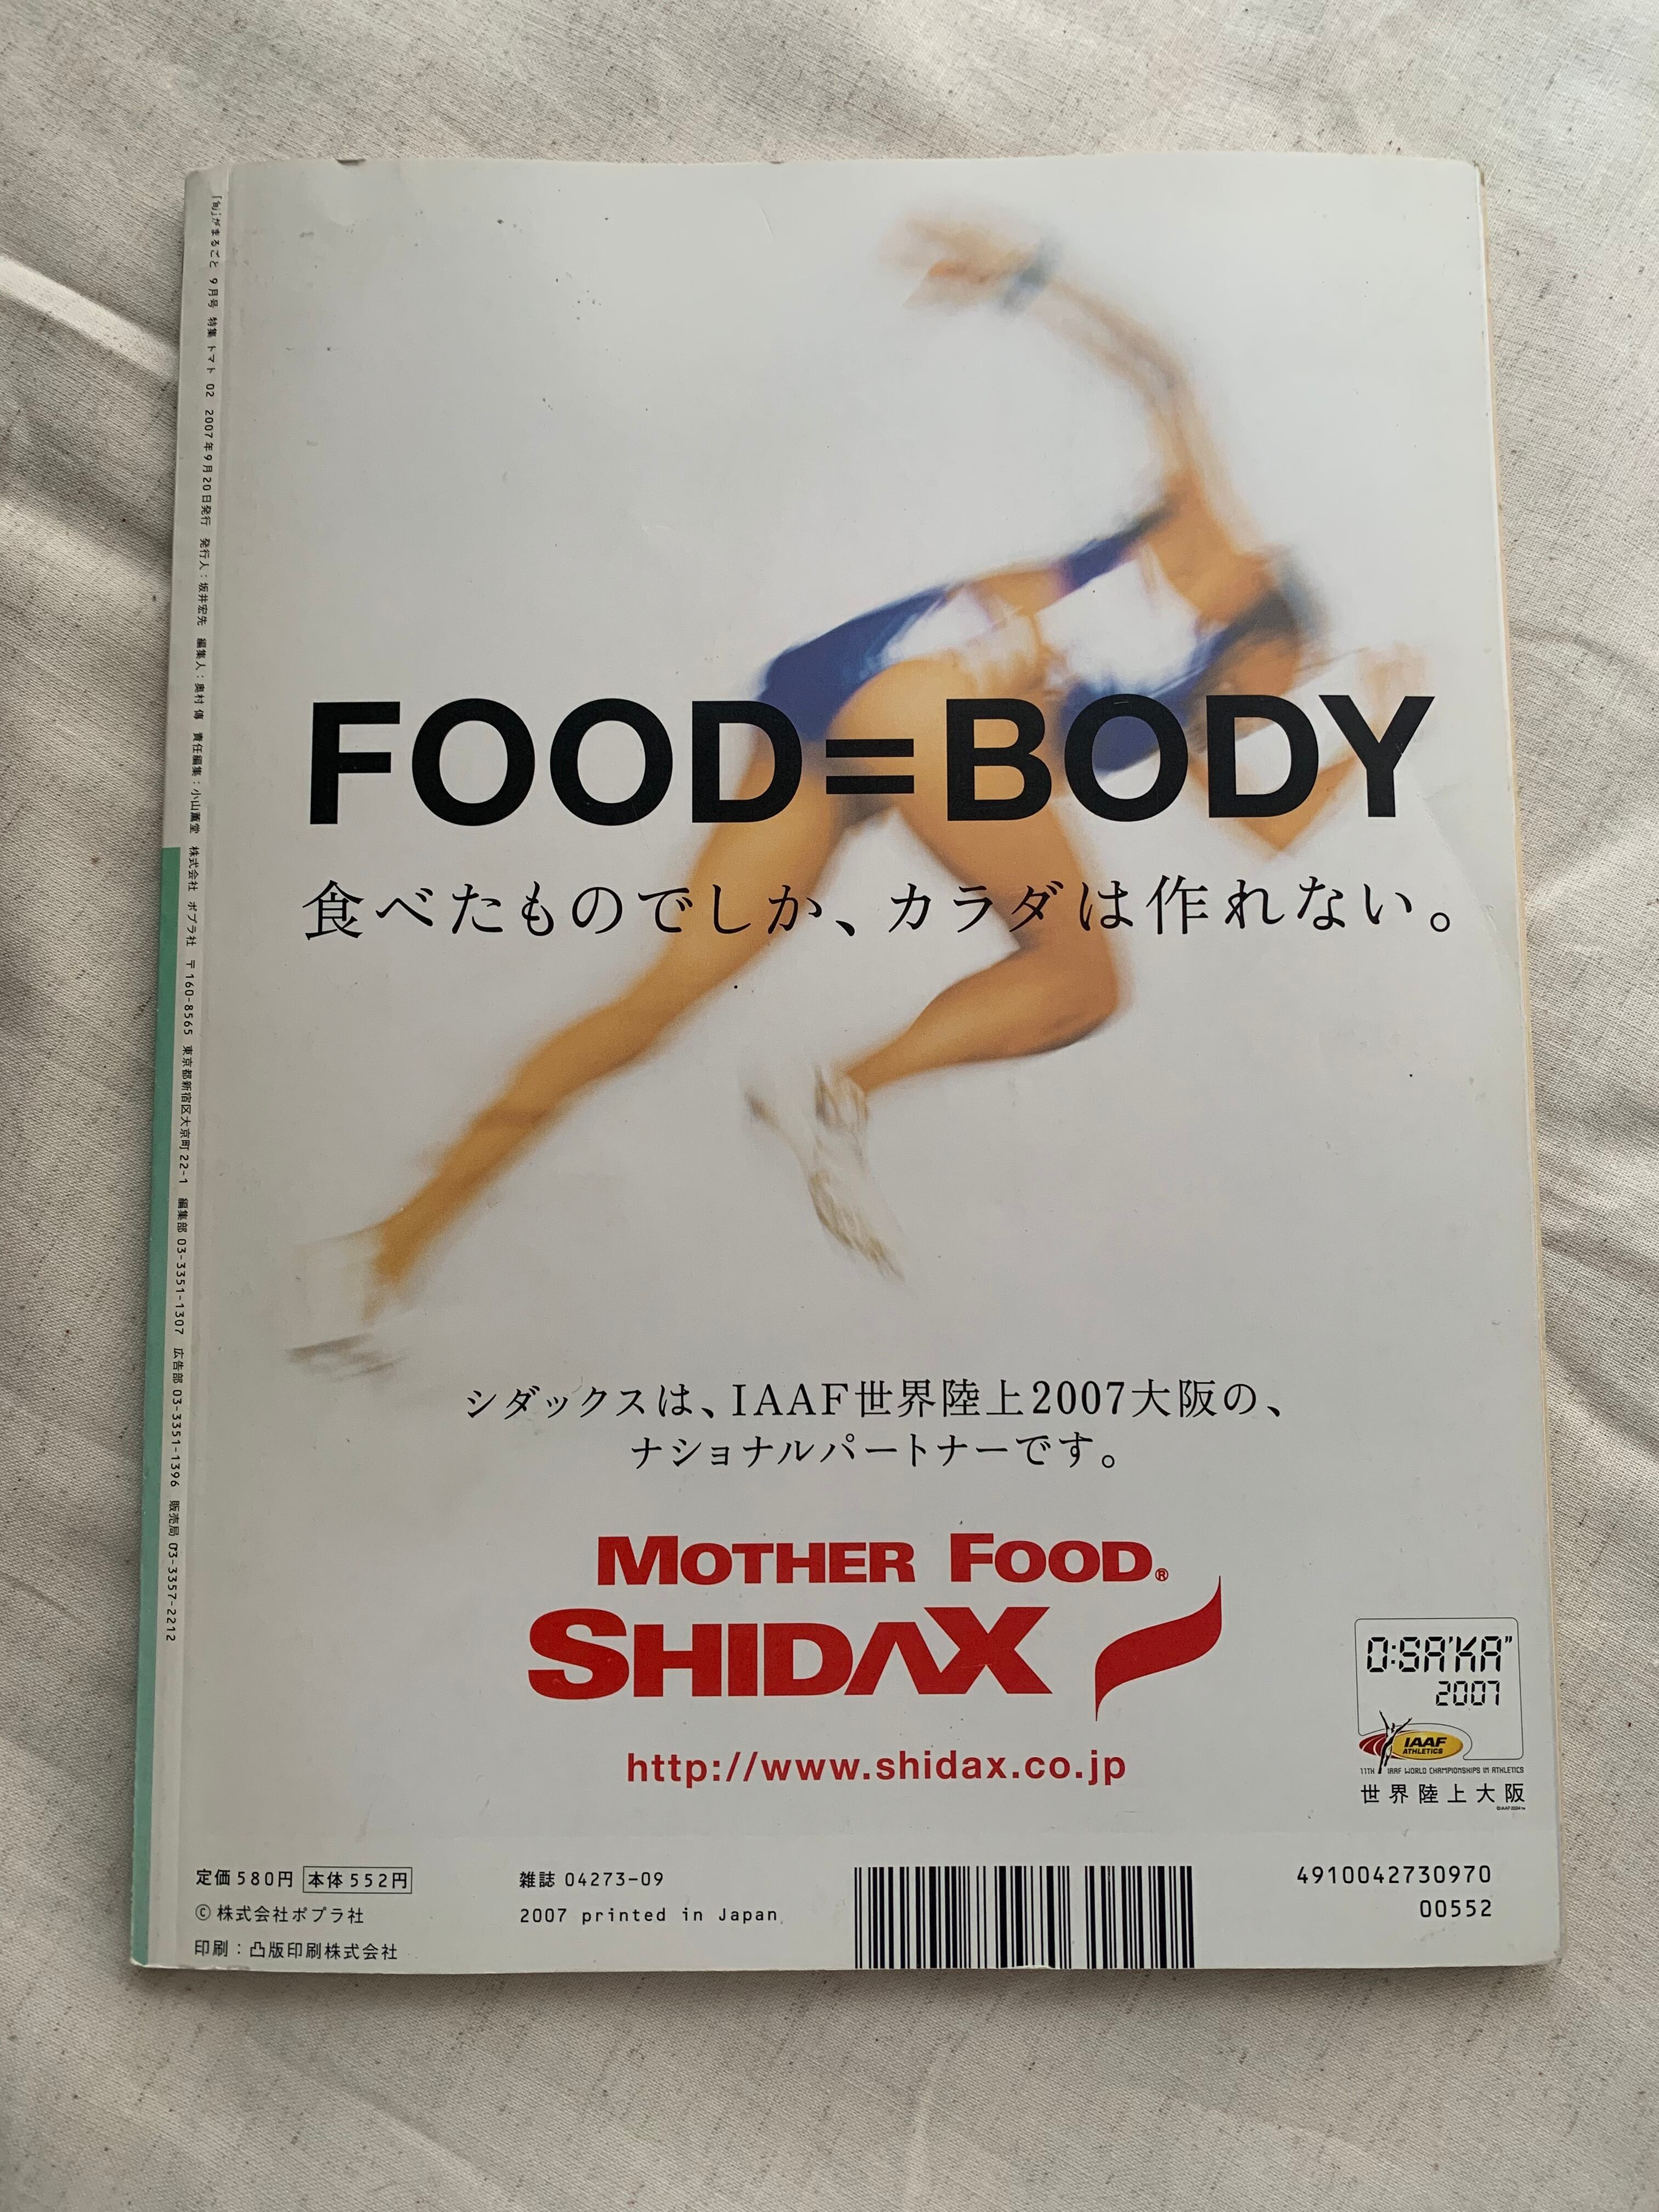 「旬」がまるごと 9月号 特集 トマト 02 2007年9月20日発行 発行人：坂井宏先 編集人：奥村 傳 責任編集：小山薫堂 株式会社 ポプラ社 〒160-8565 東京都新宿区大京町22-1 編集部 03-3351-1307 広告部 03-3351-1396 販売局 03-3357-2212
FOOD=BODY
食べたものでしか、カラダは作れない。
シダックスは、IAAF世界陸上2007大阪の、
ナショナルパートナーです。
MOTHER FOOD®
SHIDAX
http://www.shidax.co.jp
O:SA'KA"
2007
IAAF
ATHLETICS
11TH IAAF WORLD CHAMPIONSHIPS IN ATHLETICS
世界陸上大阪
定価580円 本体552円
©株式会社ポプラ社
印刷：凸版印刷株式会社
雑誌 04273-09
2007 printed in Japan
4910042730970
00552